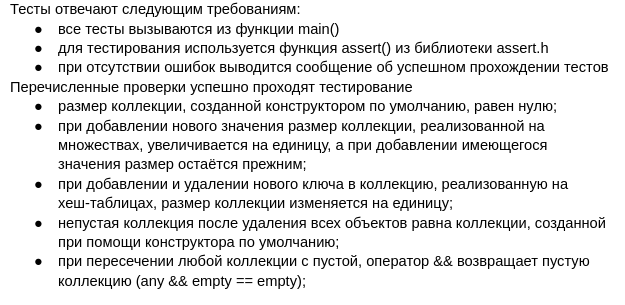 Тесты отвечают следующим требованиям:
● все тесты вызываются из функции main()
● для тестирования используется функция assert() из библиотеки assert.h
● при отсутствии ошибок выводится сообщение об успешном прохождении тестов
Перечисленные проверки успешно проходят тестирование
● размер коллекции, созданной конструктором по умолчанию, равен нулю;
● при добавлении нового значения размер коллекции, реализованной на
множествах, увеличивается на единицу, а при добавлении имеющегося
значения размер остаётся прежним;
● при добавлении и удалении нового ключа в коллекцию, реализованную на
хеш-таблицах, размер коллекции изменяется на единицу;
● непустая коллекция после удаления всех объектов равна коллекции, созданной
при помощи конструктора по умолчанию;
● при пересечении любой коллекции с пустой, оператор && возвращает пустую
коллекцию (any && empty == empty);